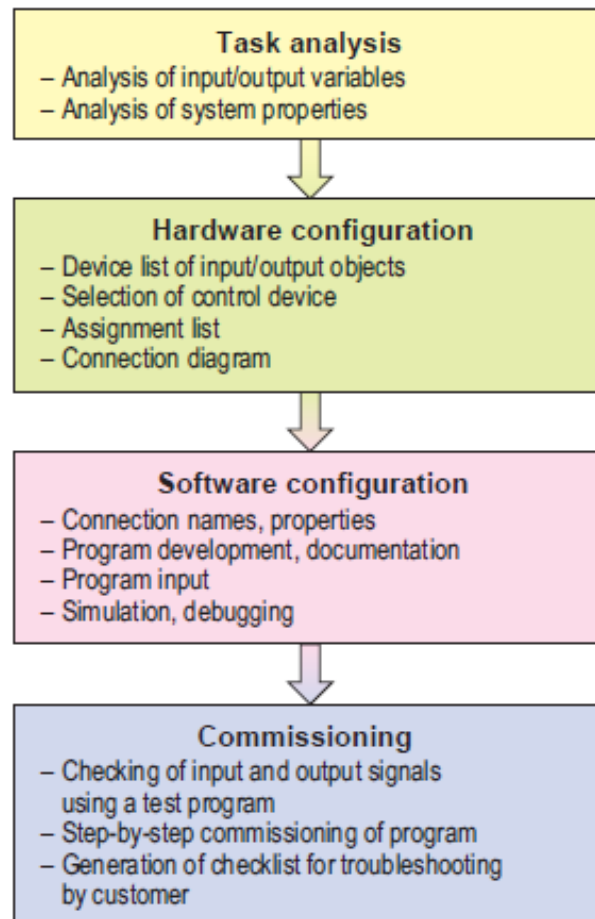 Task analysis
– Analysis of input/output variables
– Analysis of system properties
Hardware configuration
– Device list of input/output objects
– Selection of control device
– Assignment list
– Connection diagram
Software configuration
– Connection names, properties
– Program development, documentation
– Program input
– Simulation, debugging
Commissioning
– Checking of input and output signals
using a test program
– Step-by-step commissioning of program
– Generation of checklist for troubleshooting
by customer